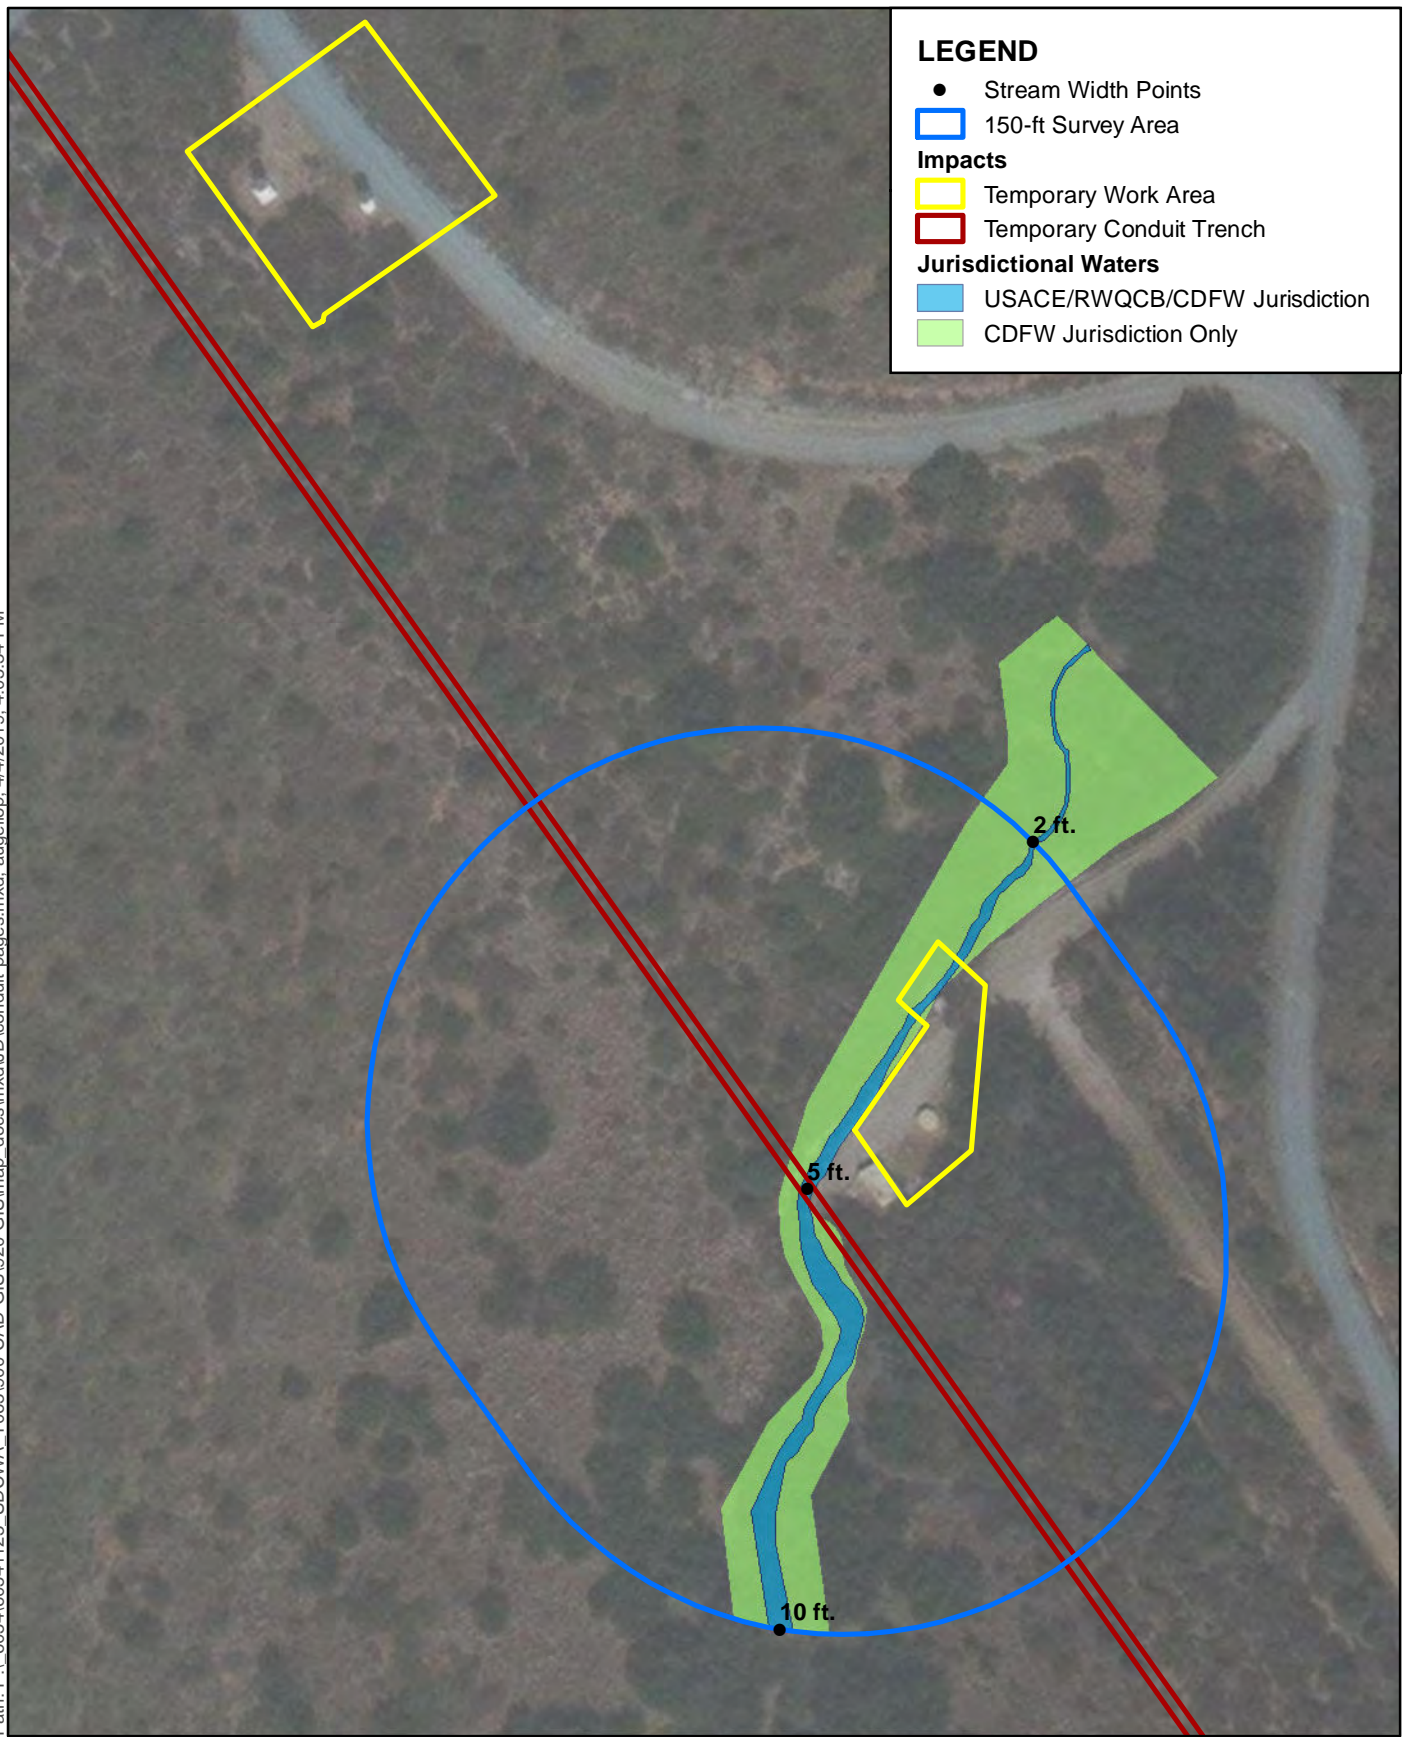 LEGEND
Stream Width Points
150-ft Survey Area
Impacts
Temporary Work Area
Temporary Conduit Trench
Jurisdictional Waters
USACE/RWQCB/CDFW Jurisdiction
CDFW Jurisdiction Only
2 ft.
5 ft.
10 ft.